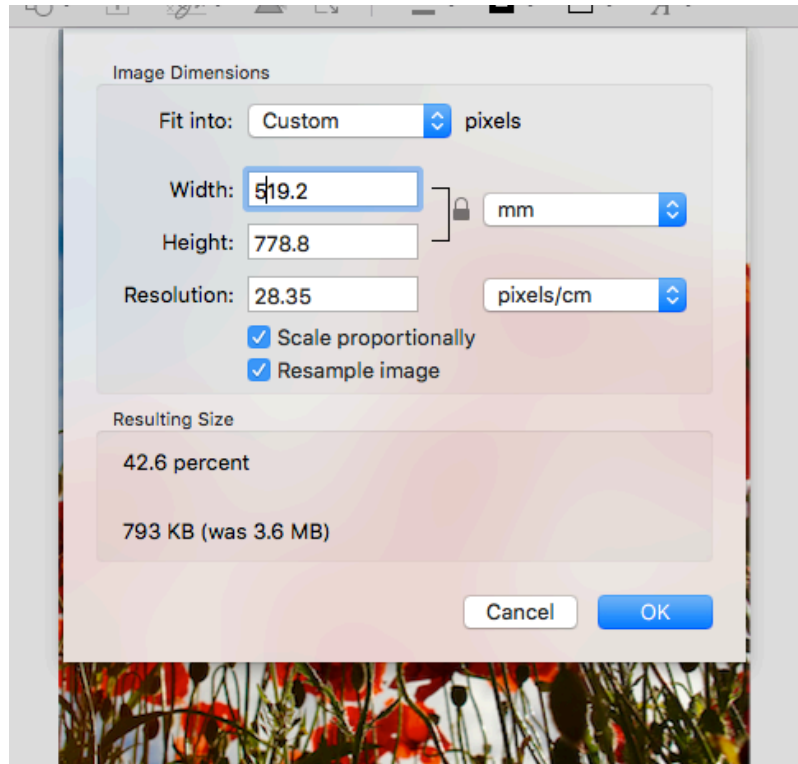 Image Dimensions
Fit into: Custom pixels
Width: 519.2
mm
Height: 778.8
Resolution: 28.35 pixels/cm
Scale proportionally
Resample image
Resulting Size
42.6 percent
793 KB (was 3.6 MB)
Cancel OK